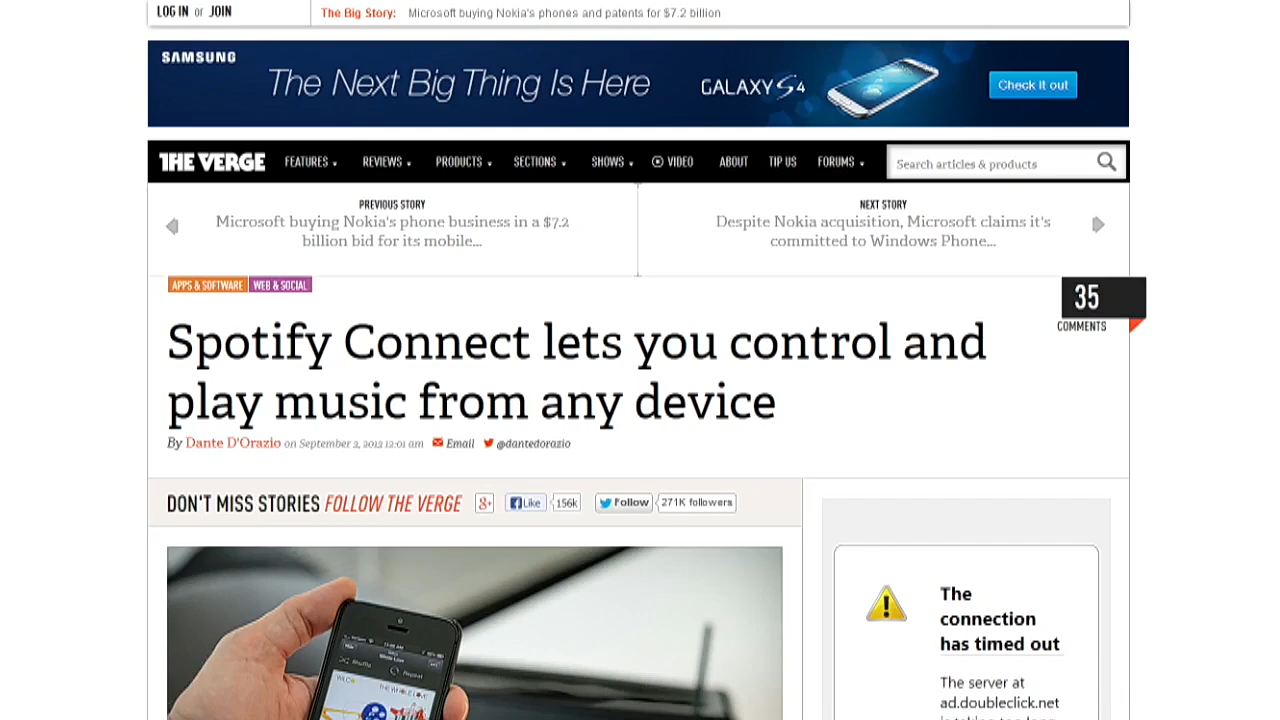 LOG IN or JOIN
The Big Story: Microsoft buying Nokia's phones and patents for $7.2 billion
SAMSUNG
The Next Big Thing Is Here
GALAXY S4
Check it out
THE VERGE
FEATURES REVIEWS PRODUCTS SECTIONS SHOWS VIDEO ABOUT TIP US FORUMS
Search articles & products
PREVIOUS STORY
Microsoft buying Nokia's phone business in a $7.2
billion bid for its mobile...
NEXT STORY
Despite Nokia acquisition, Microsoft claims it's
committed to Windows Phone...
APPS & SOFTWARE WEB & SOCIAL
35
COMMENTS
Spotify Connect lets you control and
play music from any device
By Dante D'Orazio on September 3, 2013 12:01 am Email @dantedorazio
DON'T MISS STORIES FOLLOW THE VERGE
Like 156k
Follow 271K followers
Shuffle
Repeat
WILCO
THE WHOLE LOVE
The
connection
has timed out
The server at
ad.doubleclick.net